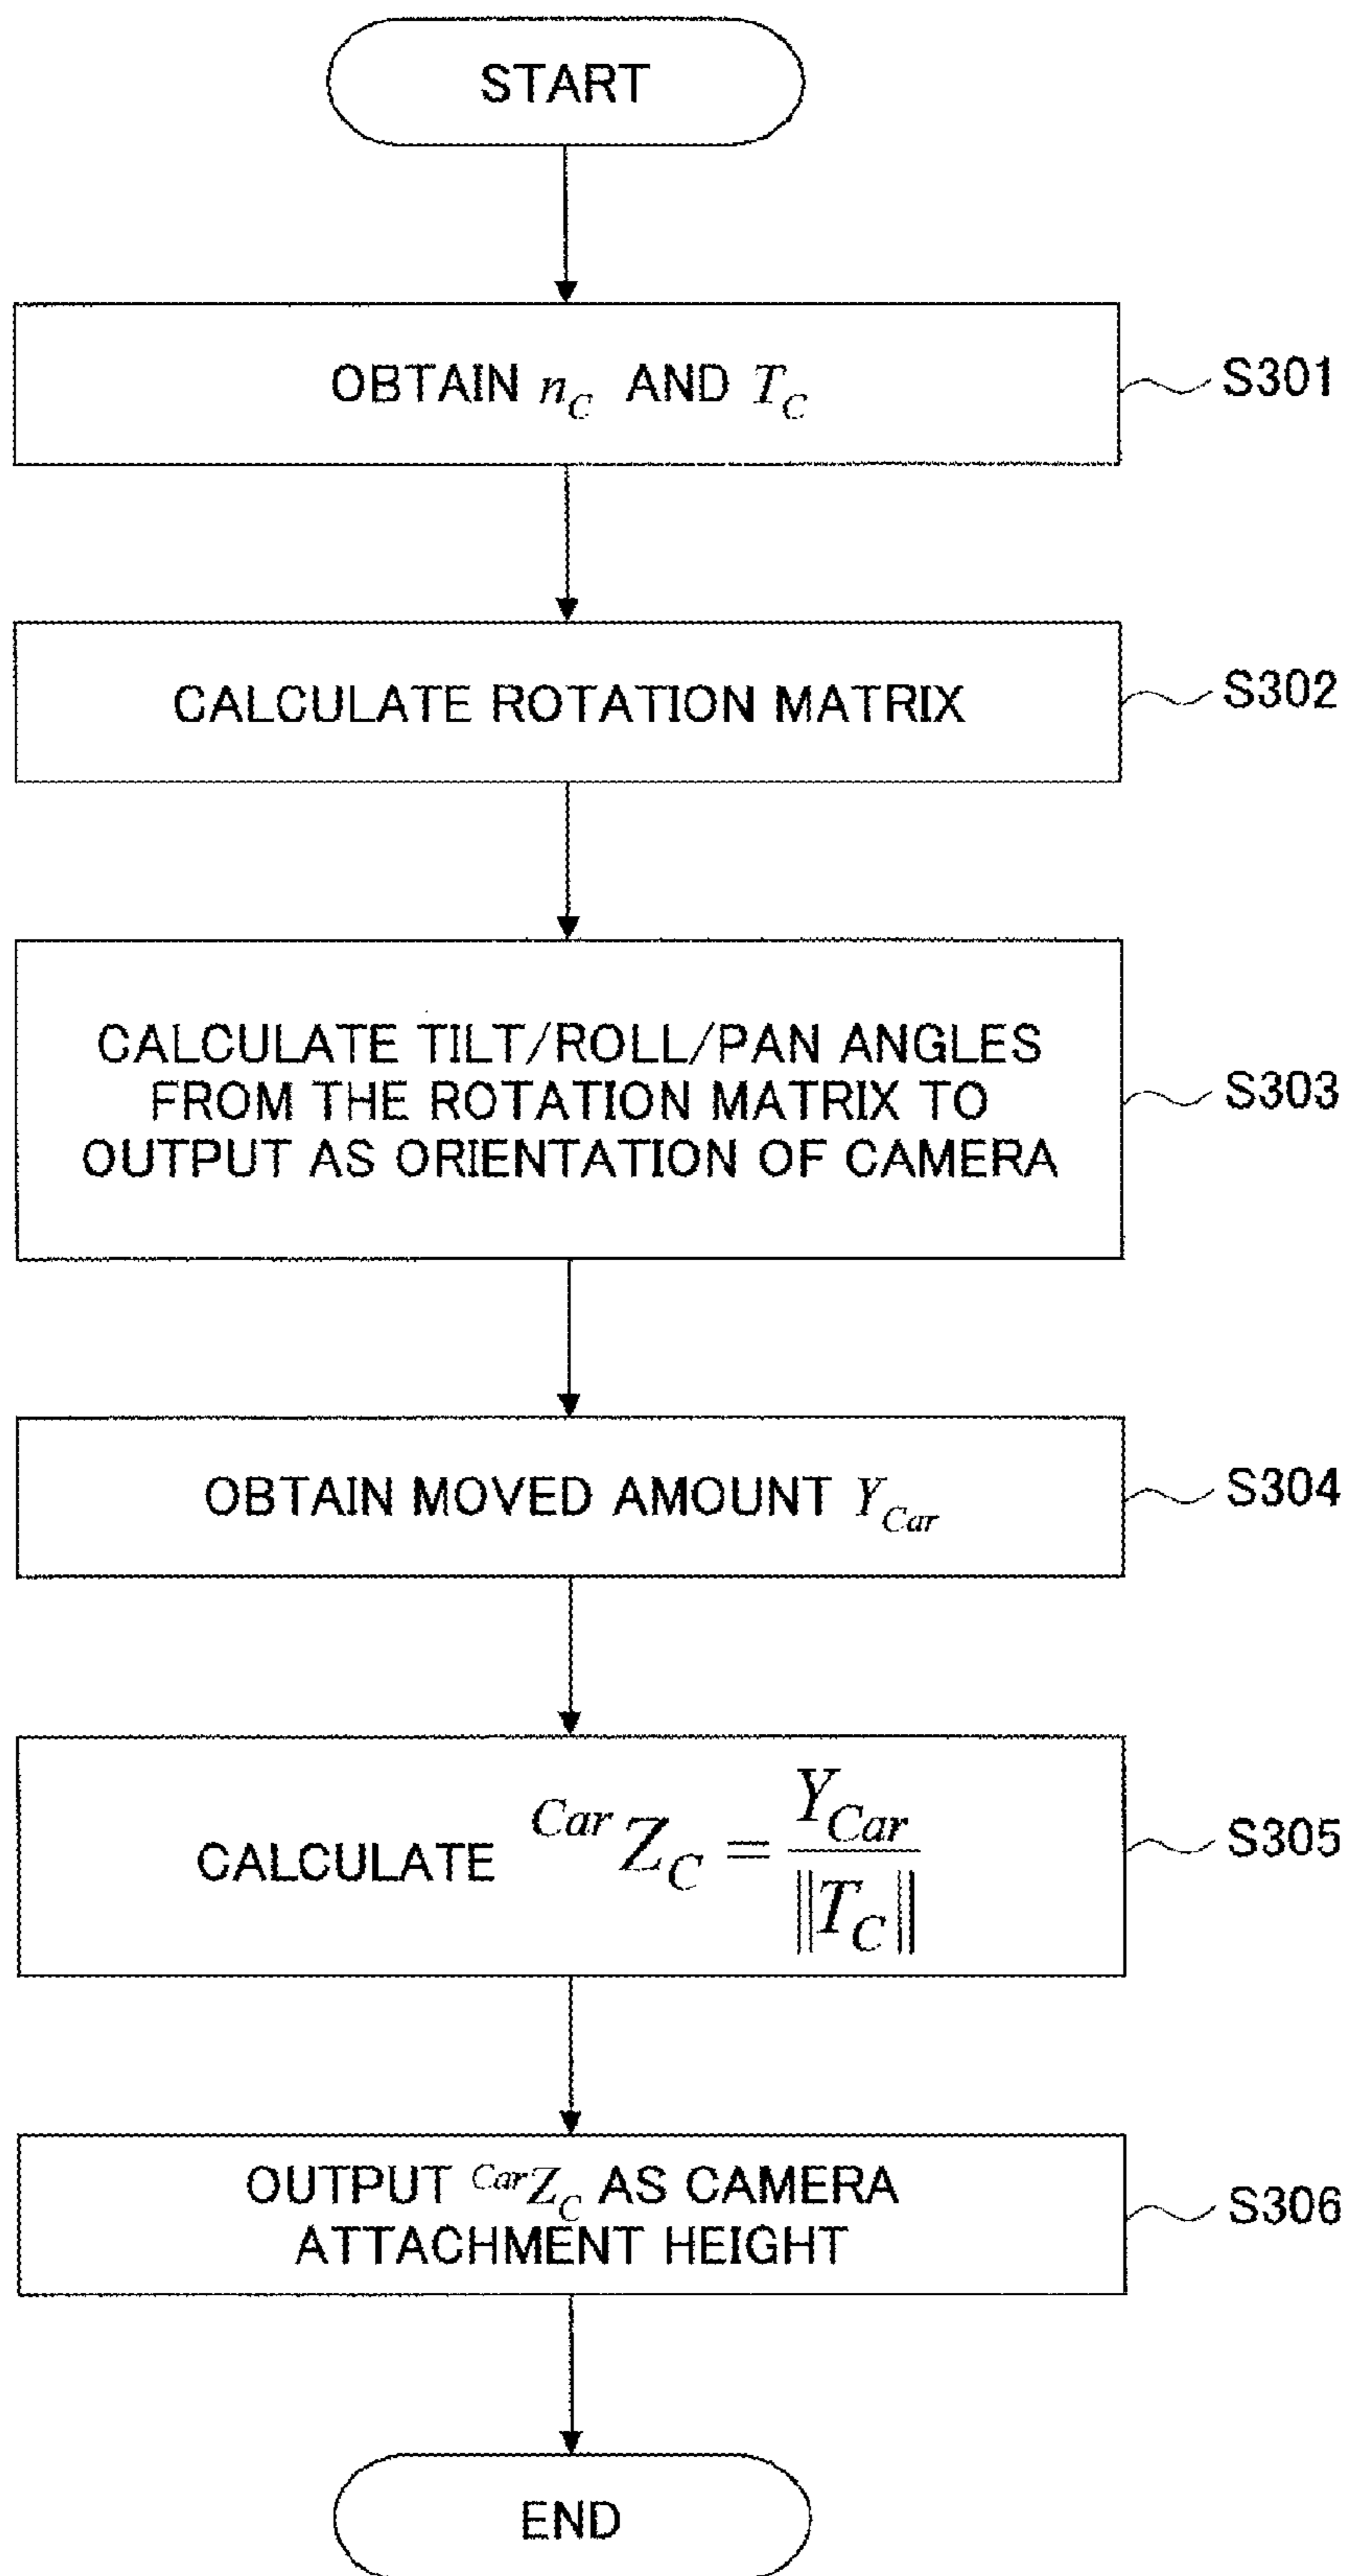 START
OBTAIN n_C AND T_C
S301
CALCULATE ROTATION MATRIX
S302
CALCULATE TILT/ROLL/PAN ANGLES
FROM THE ROTATION MATRIX TO
OUTPUT AS ORIENTATION OF CAMERA
S303
OBTAIN MOVED AMOUNT Y_Car
S304
CALCULATE ^Car Z_C = Y_Car / ||T_C||
S305
OUTPUT ^Car Z_C AS CAMERA
ATTACHMENT HEIGHT
S306
END